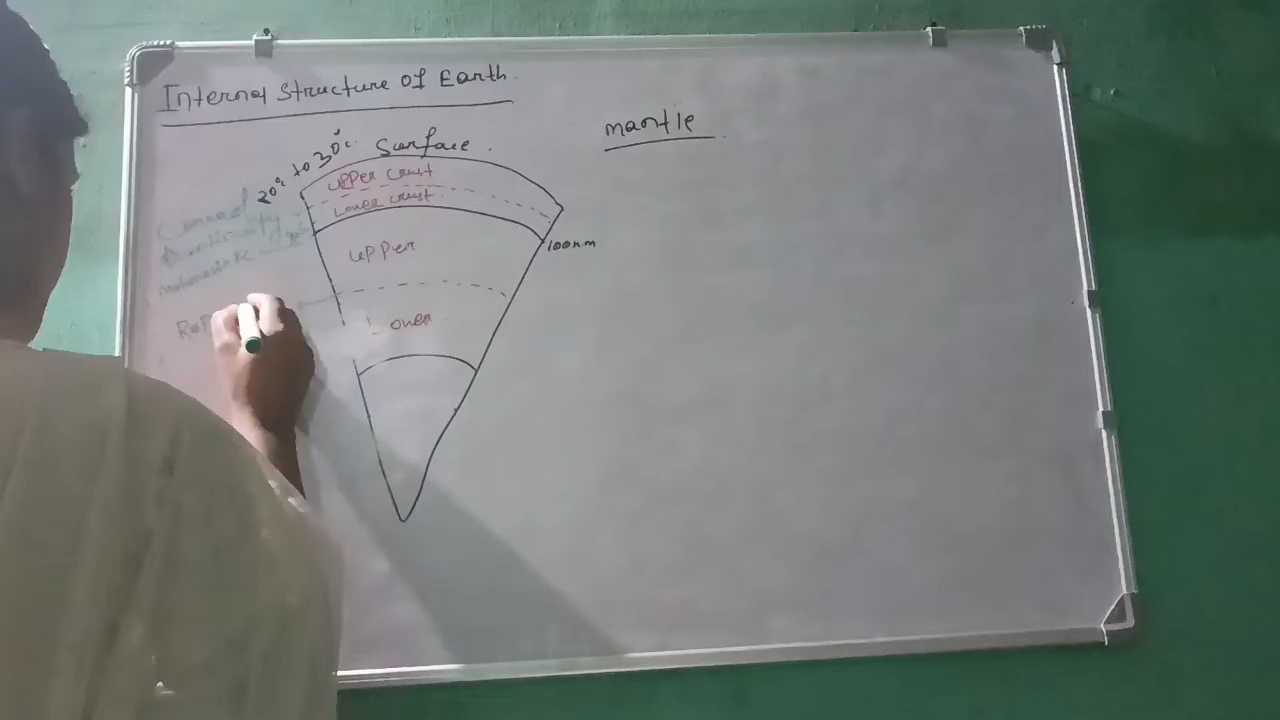 Internal Structure Of Earth.
20°c to 30°c. Surface.
mantle
upper crust
Lower crust
upper
100km
Lower